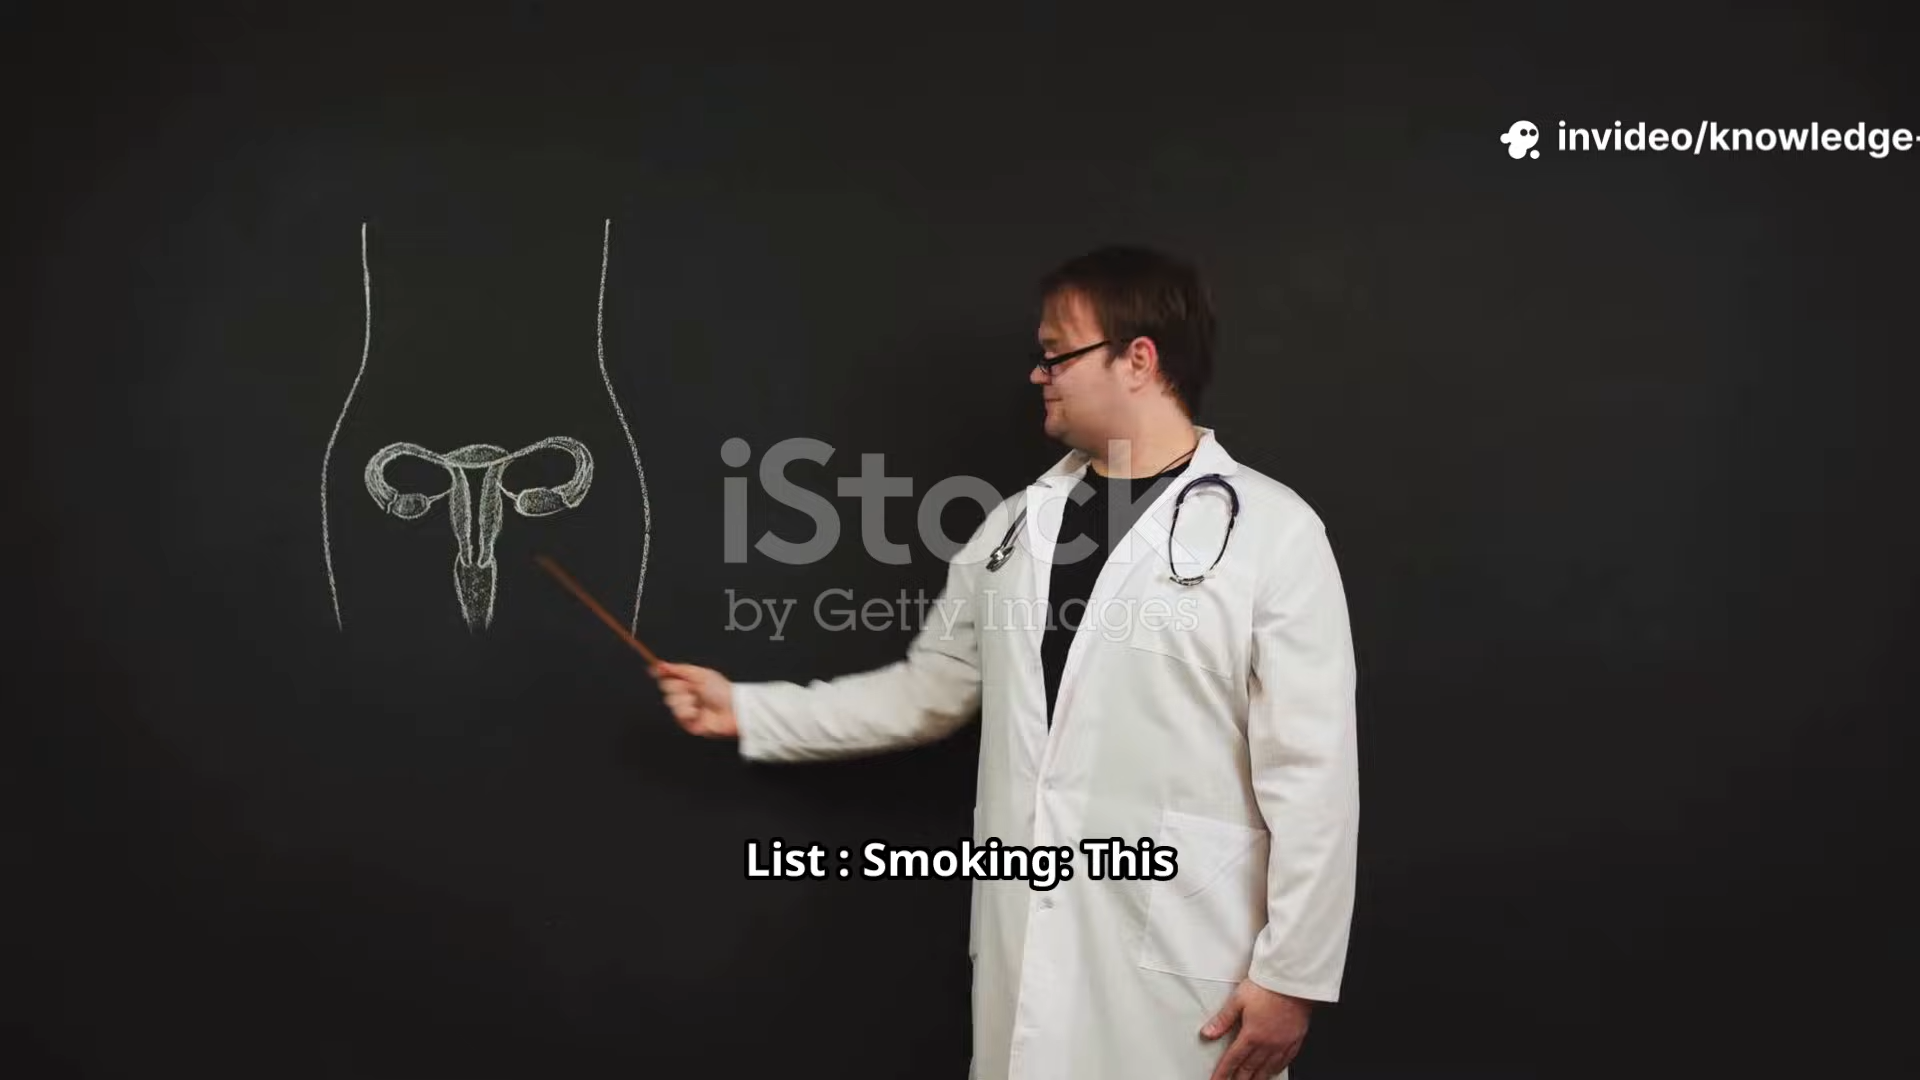 invideo/knowledge-
iStock
by Getty Images
List : Smoking: This